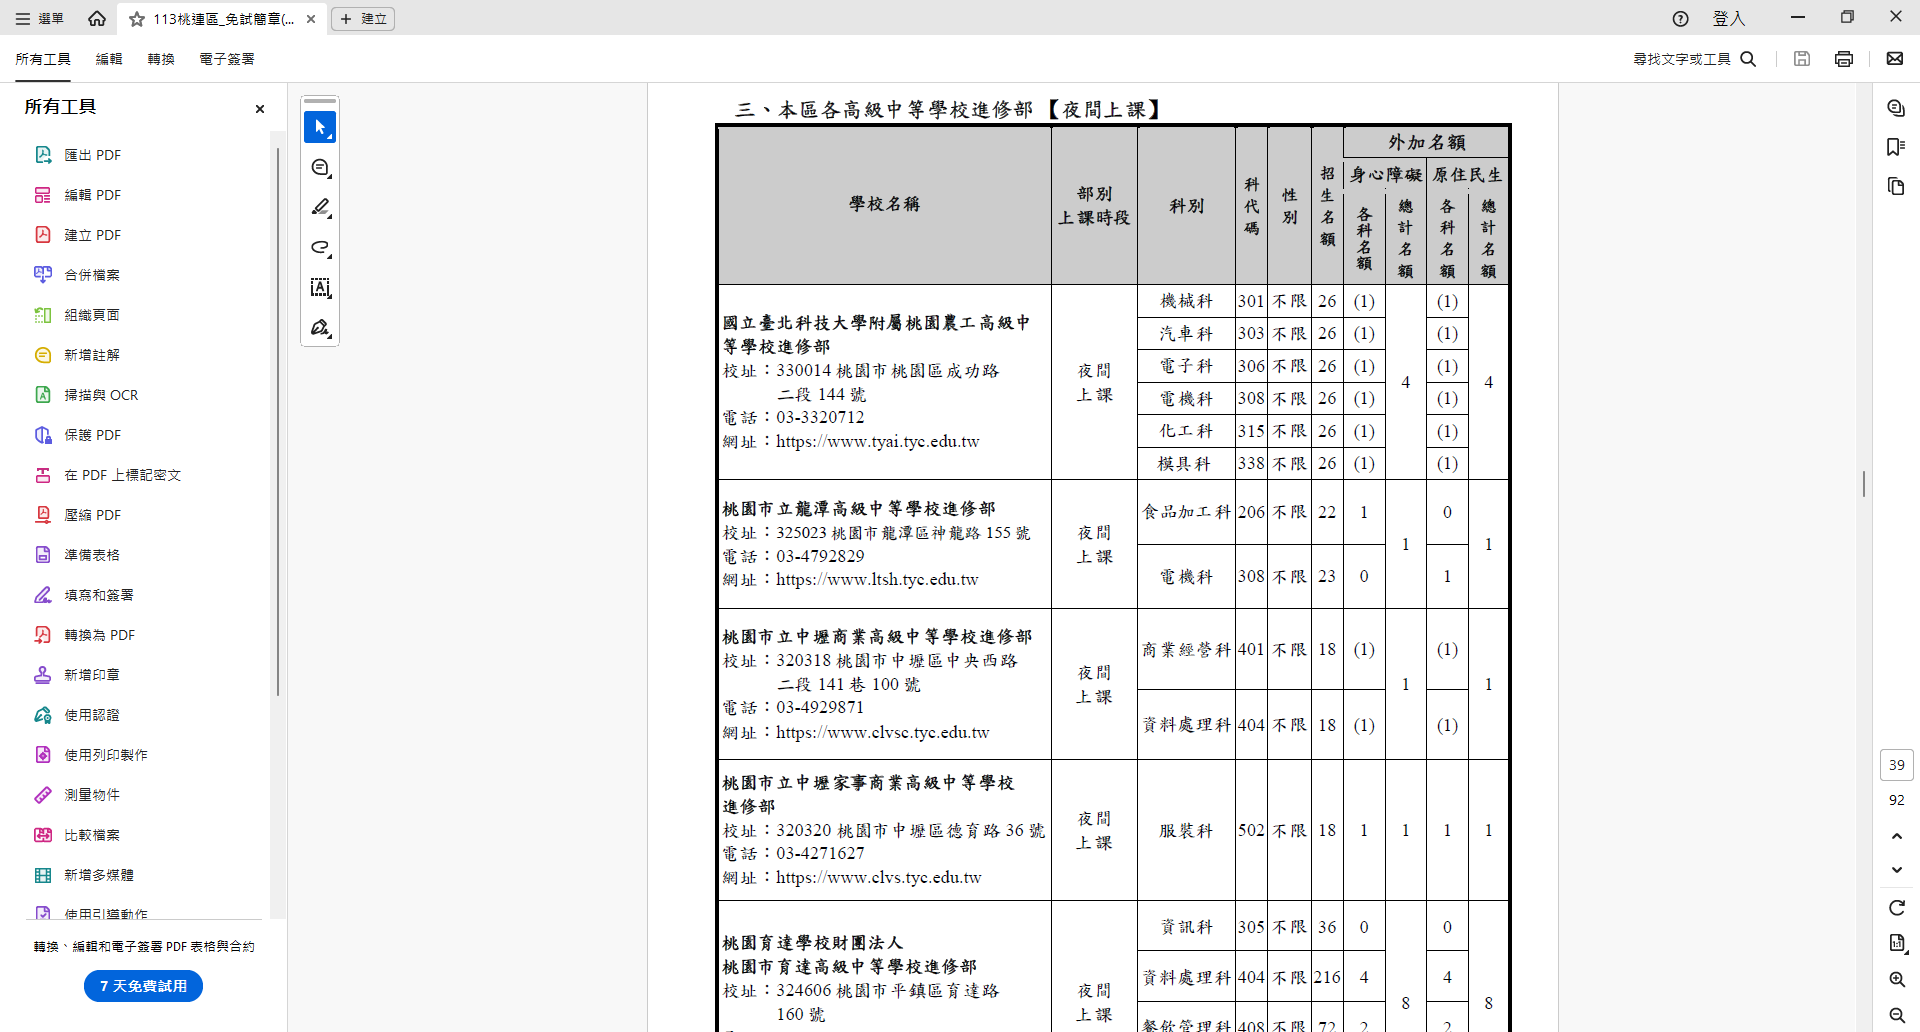 選單
113桃連區_免試簡章(...
建立
登入
所有工具
編輯
轉換
電子簽署
尋找文字或工具
所有工具
匯出 PDF
編輯 PDF
建立 PDF
合併檔案
組織頁面
新增註解
掃描與 OCR
保護 PDF
在 PDF 上標記密文
壓縮 PDF
準備表格
填寫和簽署
轉換為 PDF
新增印章
使用認證
使用列印製作
測量物件
比較檔案
新增多媒體
使用引導動作
轉換、編輯和電子簽署 PDF 表格與合約
7 天免費試用
三、本區各高級中等學校進修部【夜間上課】
學校名稱
部別
上課時段
科別
科代碼
性別
招生名額
外加名額
身心障礙
原住民生
各科名額
總計名額
各科名額
總計名額
國立臺北科技大學附屬桃園農工高級中
等學校進修部
校址：330014 桃園市桃園區成功路
二段 144 號
電話：03-3320712
網址：https://www.tyai.tyc.edu.tw
夜間
上課
機械科 301 不限 26 (1) (1)
汽車科 303 不限 26 (1) (1)
電子科 306 不限 26 (1) (1)
4 4
電機科 308 不限 26 (1) (1)
化工科 315 不限 26 (1) (1)
模具科 338 不限 26 (1) (1)
桃園市立龍潭高級中等學校進修部
校址：325023 桃園市龍潭區神龍路 155 號
電話：03-4792829
網址：https://www.ltsh.tyc.edu.tw
夜間
上課
食品加工科 206 不限 22 1 0
1 1
電機科 308 不限 23 0 1
桃園市立中壢商業高級中等學校進修部
校址：320318 桃園市中壢區中央西路
二段 141 巷 100 號
電話：03-4929871
網址：https://www.clvsc.tyc.edu.tw
夜間
上課
商業經營科 401 不限 18 (1) (1)
1 1
資料處理科 404 不限 18 (1) (1)
桃園市立中壢家事商業高級中等學校
進修部
校址：320320 桃園市中壢區德育路 36 號
電話：03-4271627
網址：https://www.clvs.tyc.edu.tw
夜間
上課
服裝科 502 不限 18 1 1 1 1
桃園育達學校財團法人
桃園市育達高級中等學校進修部
校址：324606 桃園市平鎮區育達路
160 號
夜間
上課
資訊科 305 不限 36 0 0
資料處理科 404 不限 216 4 4
8 8
餐飲管理科 408 不限 72 2 2
39
92